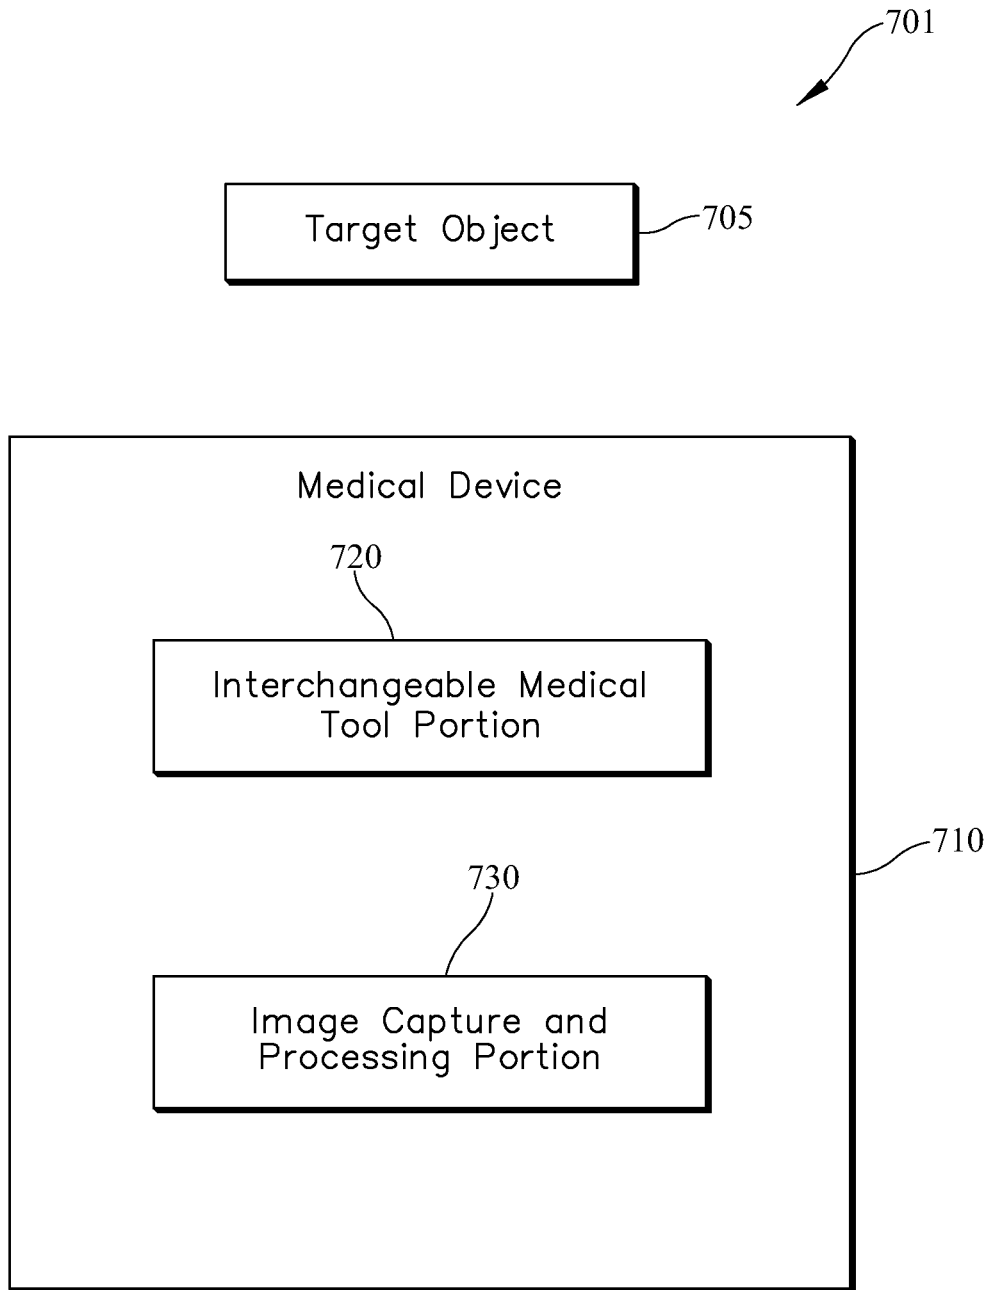 701
Target Object
705
Medical Device
720
Interchangeable Medical
Tool Portion
710
730
Image Capture and
Processing Portion